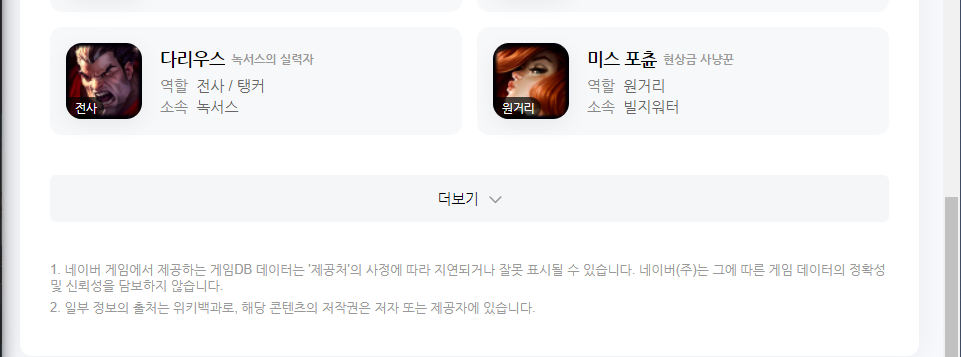 다리우스 녹서스의 실력자
역할 전사 / 탱커
소속 녹서스
전사
미스 포츈 현상금 사냥꾼
역할 원거리
소속 빌지워터
원거리
더보기
1. 네이버 게임에서 제공하는 게임DB 데이터는 '제공처'의 사정에 따라 지연되거나 잘못 표시될 수 있습니다. 네이버(주)는 그에 따른 게임 데이터의 정확성
및 신뢰성을 담보하지 않습니다.
2. 일부 정보의 출처는 위키백과로, 해당 콘텐츠의 저작권은 저자 또는 제공자에 있습니다.